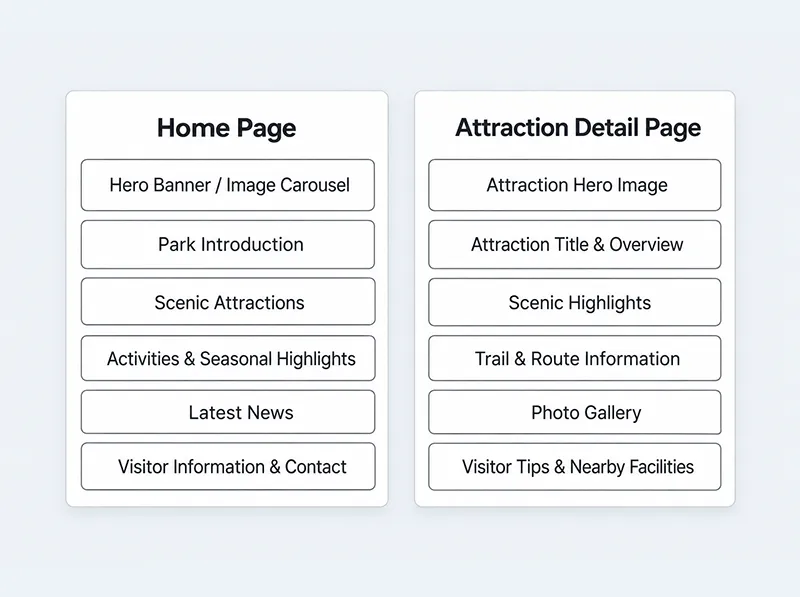 Home Page
Hero Banner / Image Carousel
Park Introduction
Scenic Attractions
Activities & Seasonal Highlights
Latest News
Visitor Information & Contact
Attraction Detail Page
Attraction Hero Image
Attraction Title & Overview
Scenic Highlights
Trail & Route Information
Photo Gallery
Visitor Tips & Nearby Facilities